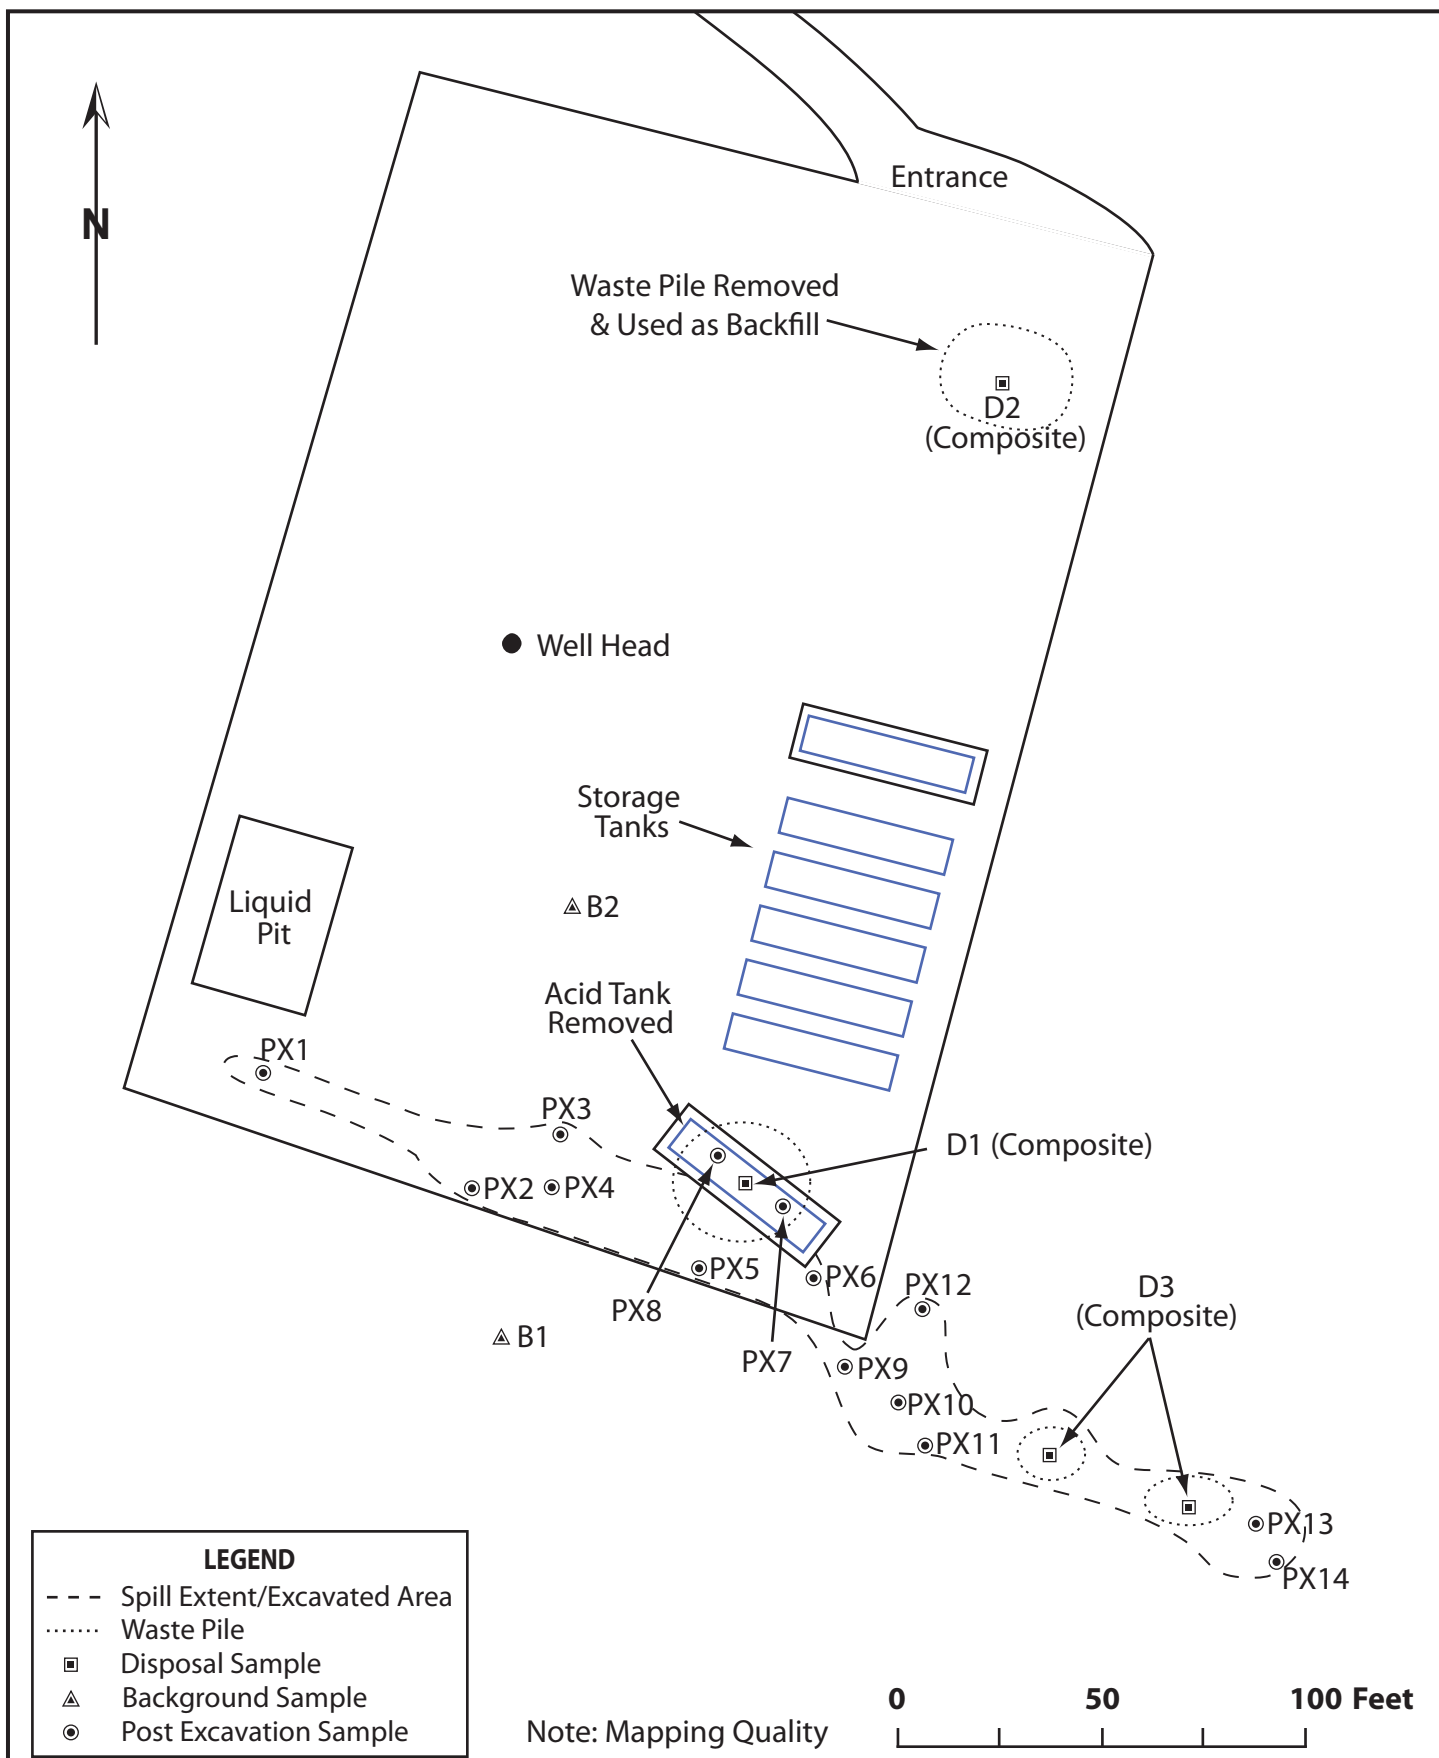 Entrance
N
Waste Pile Removed
& Used as Backfill
D2
(Composite)
Well Head
Storage
Tanks
Liquid
Pit
B2
Acid Tank
Removed
PX1
PX3
D1 (Composite)
PX2
PX4
PX5
PX6
PX12
D3
(Composite)
PX8
B1
PX7
PX9
PX10
PX11
PX13
PX14
LEGEND
Spill Extent/Excavated Area
Waste Pile
Disposal Sample
Background Sample
Post Excavation Sample
Note: Mapping Quality
0 50 100 Feet